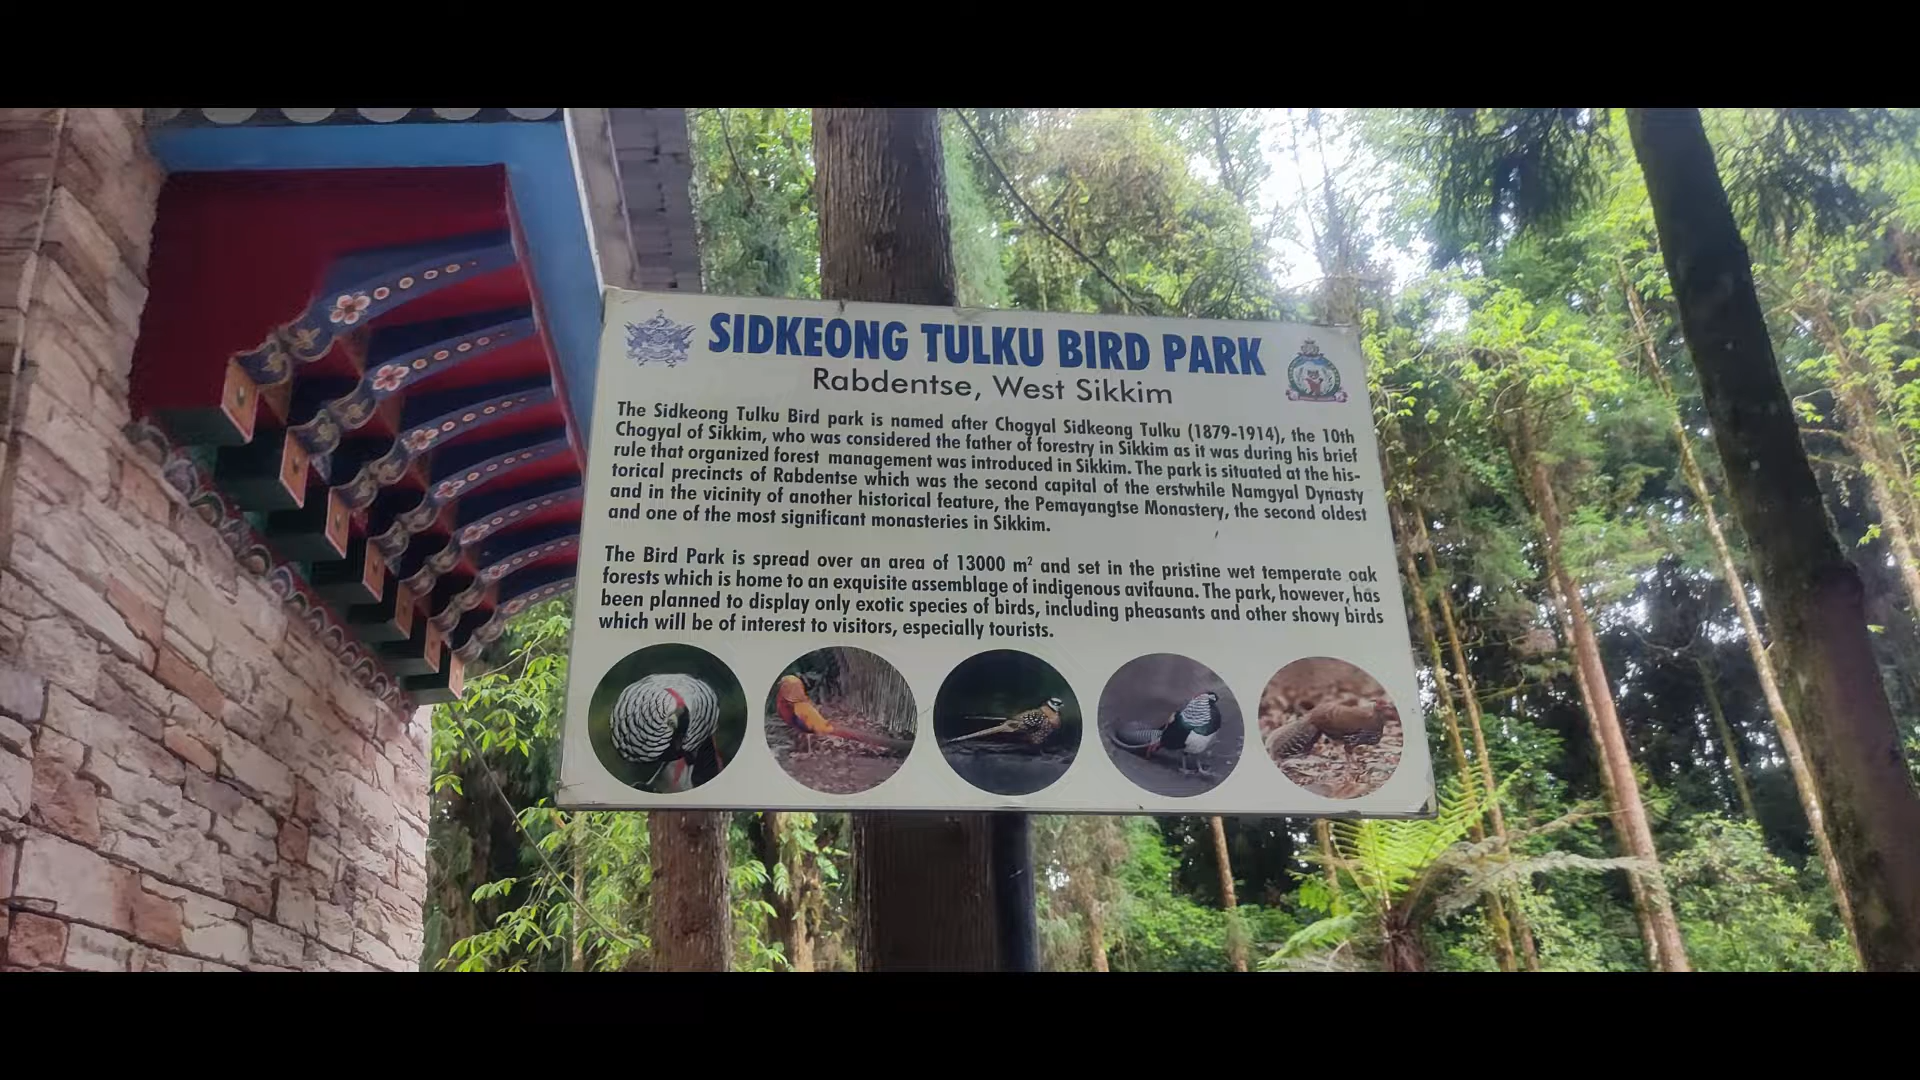 SIDKEONG TULKU BIRD PARK
Rabdentse, West Sikkim
The Sidkeong Tulku Bird park is named after Chogyal Sidkeong Tulku (1879-1914), the 10th
Chogyal of Sikkim, who was considered the father of forestry in Sikkim as it was during his brief
rule that organized forest management was introduced in Sikkim. The park is situated at the his-
torical precincts of Rabdentse which was the second capital of the erstwhile Namgyal Dynasty
and in the vicinity of another historical feature, the Pemayangtse Monastery, the second oldest
and one of the most significant monasteries in Sikkim.
The Bird Park is spread over an area of 13000 m² and set in the pristine wet temperate oak
forests which is home to an exquisite assemblage of indigenous avifauna. The park, however, has
been planned to display only exotic species of birds, including pheasants and other showy birds
which will be of interest to visitors, especially tourists.